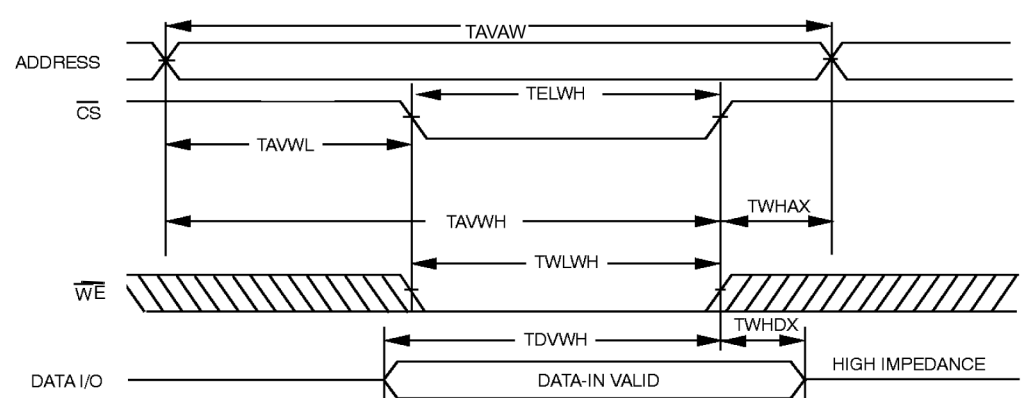 TAVAW
ADDRESS
TELWH
CS
TAVWL
TAVWH
TWHAX
TWLWH
WE
TDVWH
TWHDX
DATA I/O
DATA-IN VALID
HIGH IMPEDANCE